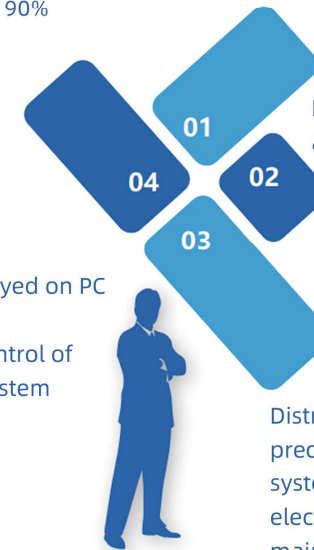 90%
01
04
02
03
yed on PC
ntrol of
stem
Distr
prec
syste
elec